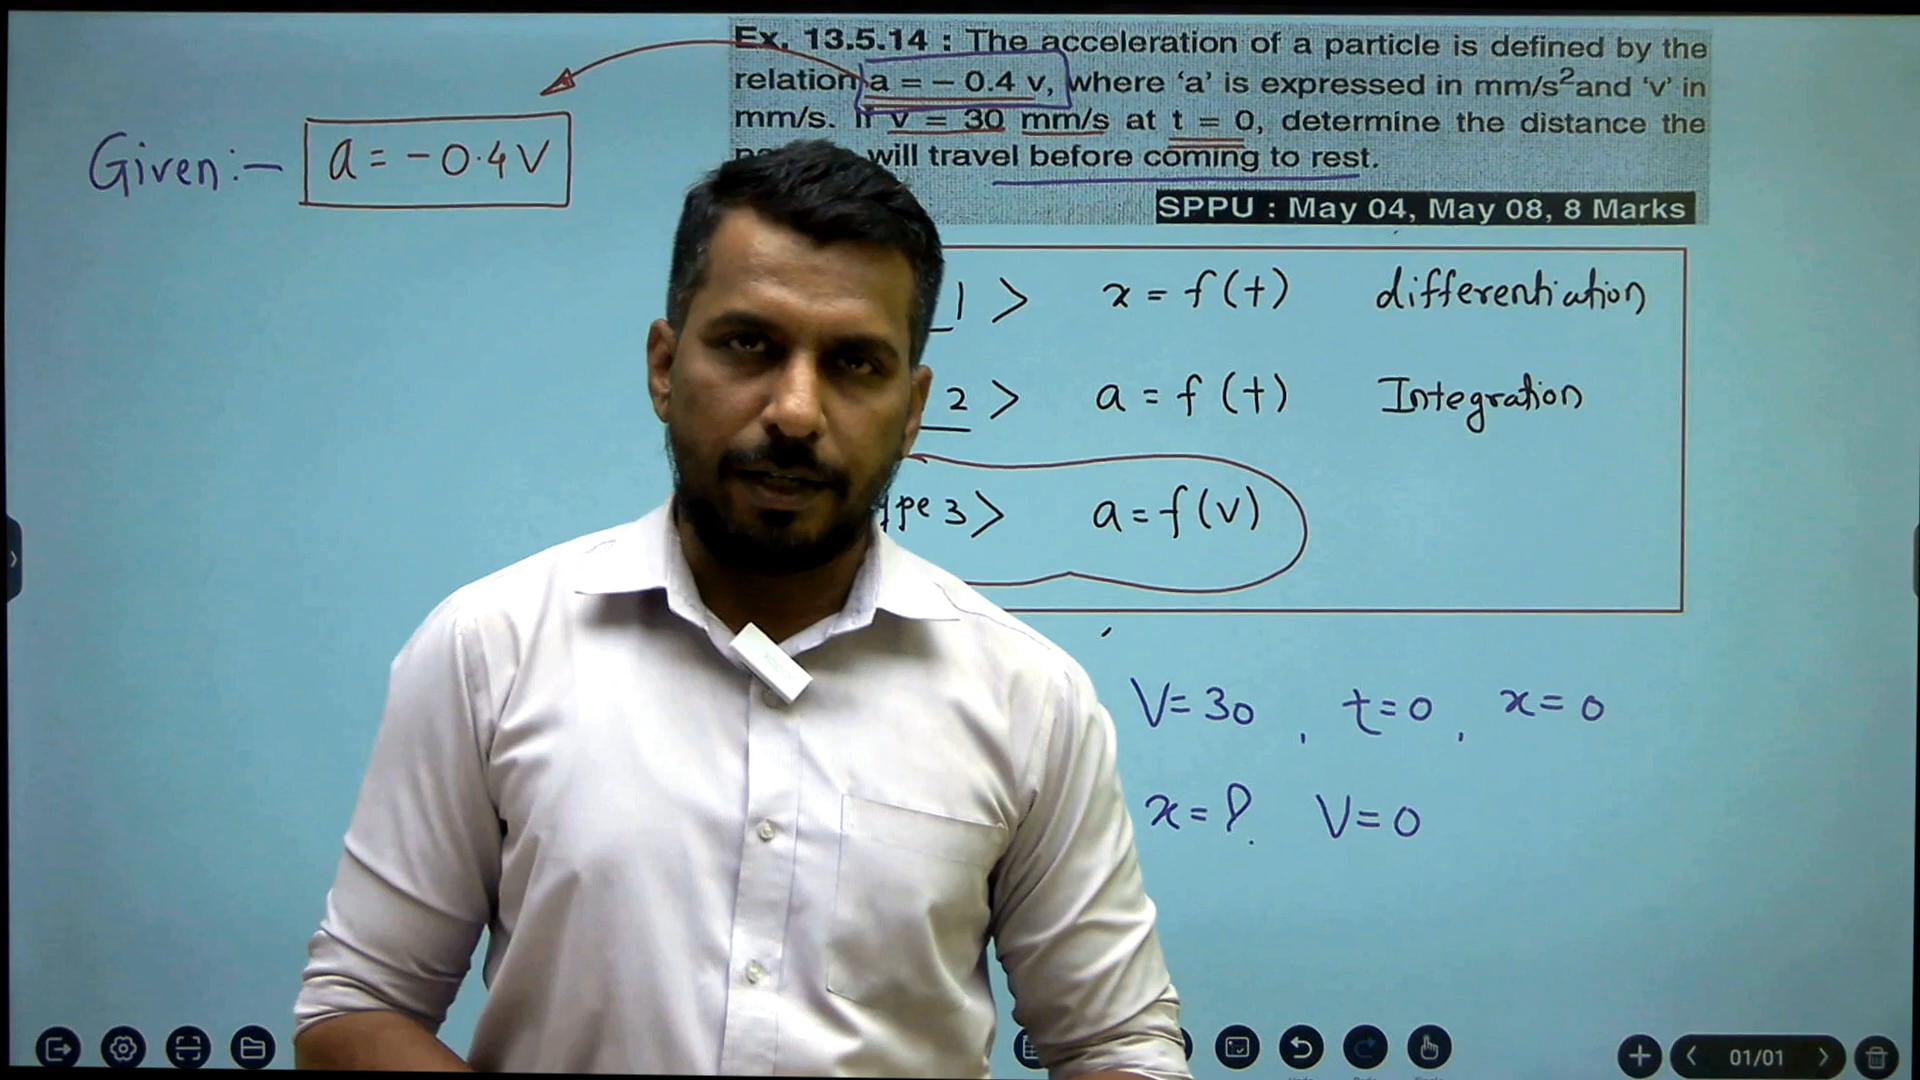 Ex. 13.5.14 : The acceleration of a particle is defined by the
relation a = – 0.4 v, where ‘a’ is expressed in mm/s² and ‘v’ in
mm/s. If v = 30 mm/s at t = 0, determine the distance the
will travel before coming to rest.
SPPU : May 04, May 08, 8 Marks
Given:- a = -0.4V
1> x = f(t) differentiation
2> a = f(t) Integration
pe 3> a = f(v)
V=30, t=0, x=0
x=? V=0
01/01